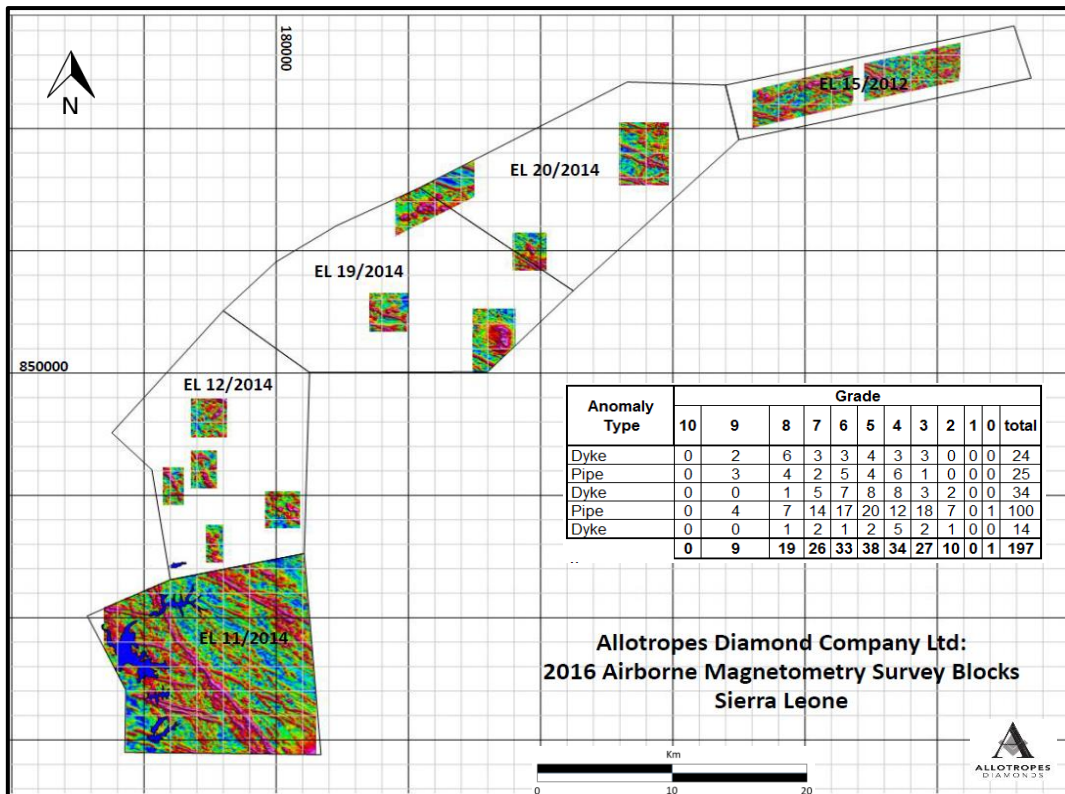 180000
N
EL 15/2012
EL 20/2014
EL 19/2014
850000
EL 12/2014
Anomaly Type Grade
10 9 8 7 6 5 4 3 2 1 0 total
Dyke 0 2 6 3 3 4 3 3 0 0 0 24
Pipe 0 3 4 2 5 4 6 1 0 0 0 25
Dyke 0 0 1 5 7 8 8 3 2 0 0 34
Pipe 0 4 7 14 17 20 12 18 7 0 1 100
Dyke 0 0 1 2 1 2 5 2 1 0 0 14
0 9 19 26 33 38 34 27 10 0 1 197
EL 11/2014
Allotropes Diamond Company Ltd:
2016 Airborne Magnetometry Survey Blocks
Sierra Leone
Km
0 10 20
ALLOTROPES
DIAMONDS